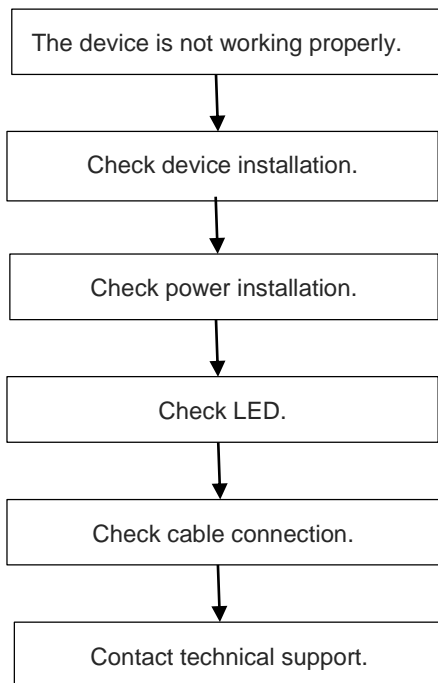 The device is not working properly.
Check device installation.
Check power installation.
Check LED.
Check cable connection.
Contact technical support.